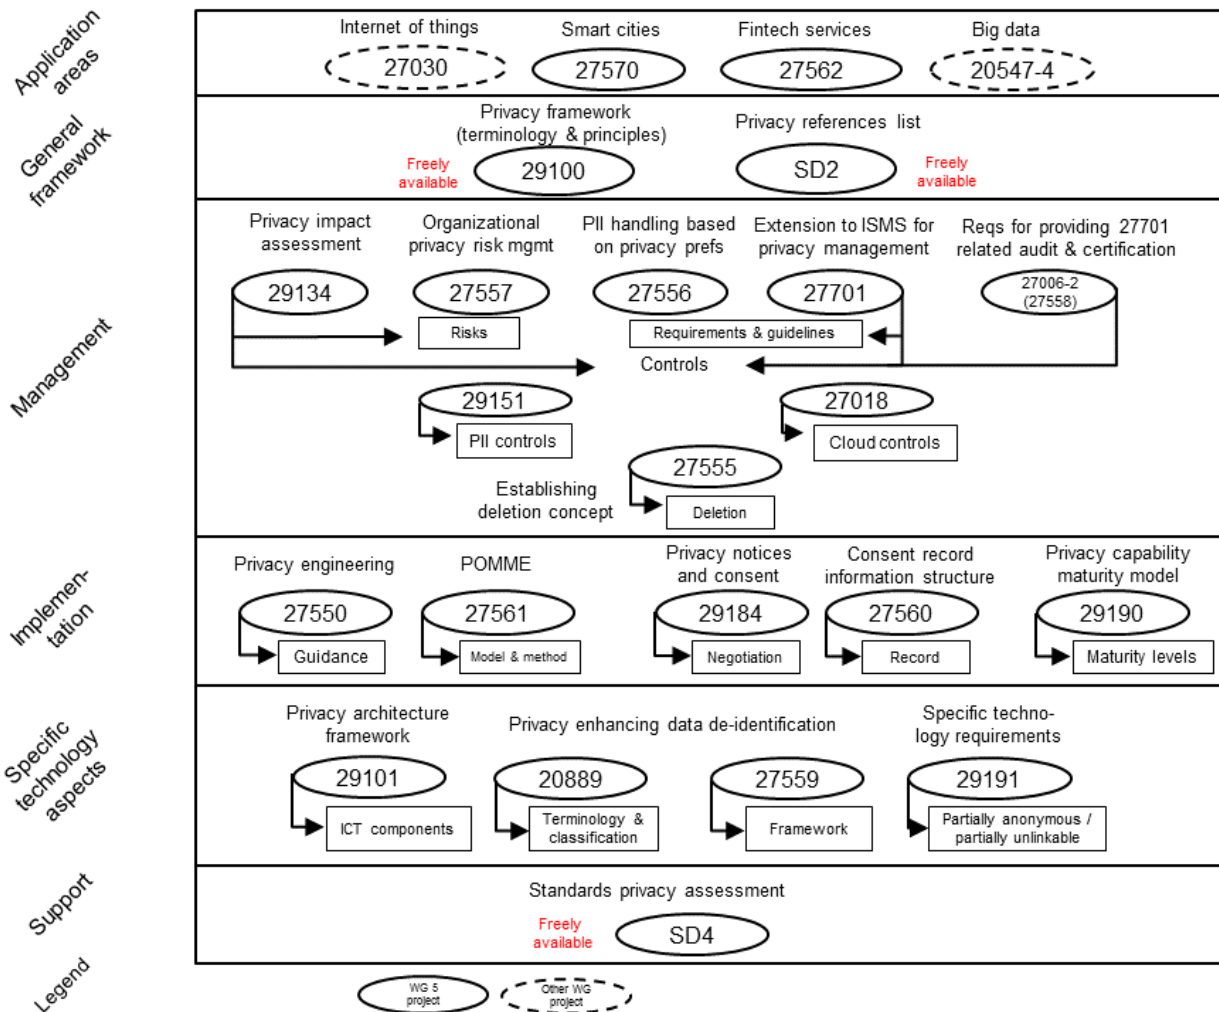 Application
areas
Internet of things
Smart cities
Fintech services
Big data
27030
27570
27562
20547-4
General
framework
Privacy framework
(terminology & principles)
Privacy references list
Freely
available
29100
SD2
Freely
available
Management
Privacy impact
assessment
Organizational
privacy risk mgmt
PII handling based
on privacy prefs
Extension to ISMS for
privacy management
Reqs for providing 27701
related audit & certification
29134
27557
27556
27701
27006-2
(27558)
Risks
Requirements & guidelines
Controls
29151
27018
PII controls
Cloud controls
27555
Establishing
deletion concept
Deletion
Implemen-
tation
Privacy engineering
POMME
Privacy notices
and consent
Consent record
information structure
Privacy capability
maturity model
27550
27561
29184
27560
29190
Guidance
Model & method
Negotiation
Record
Maturity levels
Specific
technology
aspects
Privacy architecture
framework
Privacy enhancing data de-identification
Specific techno-
logy requirements
29101
20889
27559
29191
ICT components
Terminology &
classification
Framework
Partially anonymous /
partially unlinkable
Support
Standards privacy assessment
Freely
available
SD4
Legend
WG 5
project
Other WG
project